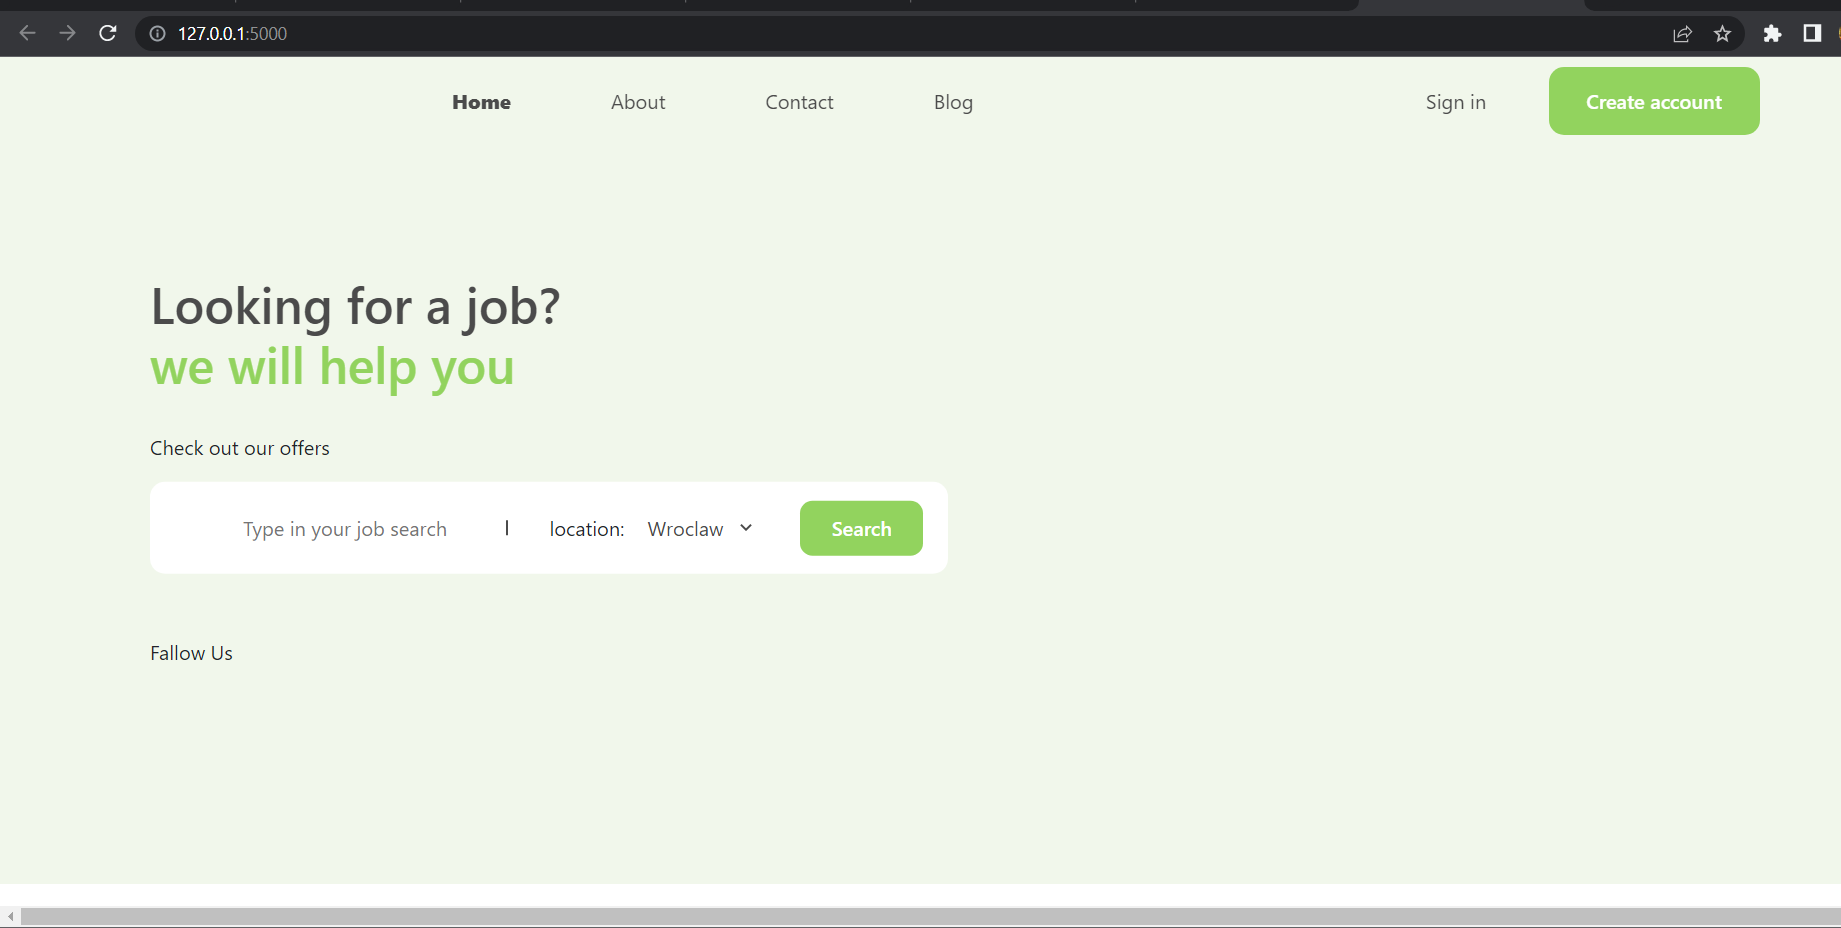 127.0.0.1:5000
Home About Contact Blog Sign in Create account
Looking for a job?
we will help you
Check out our offers
Type in your job search | location: Wroclaw Search
Fallow Us